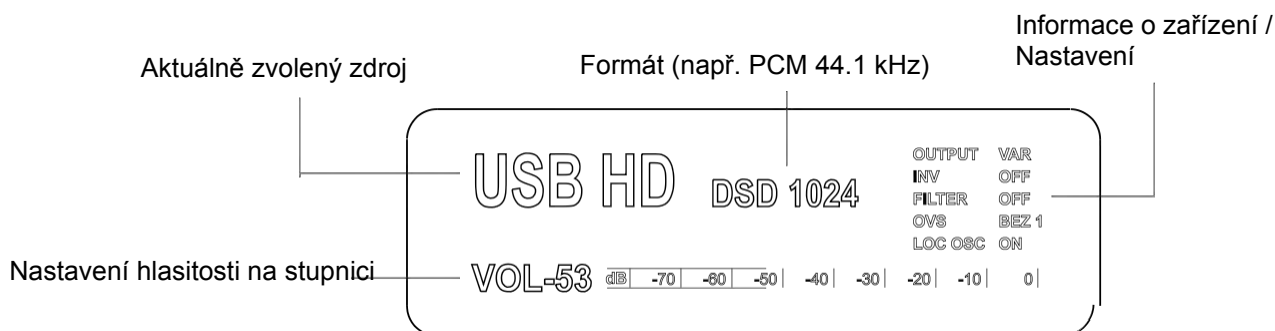 Informace o zařízení /
Nastavení
Aktuálně zvolený zdroj
Formát (např. PCM 44.1 kHz)
USB HD
DSD 1024
OUTPUT VAR
INV OFF
FILTER OFF
OVS BEZ 1
LOC OSC ON
Nastavení hlasitosti na stupnici
VOL-53 dB -70 -60 -50 -40 -30 -20 -10 0